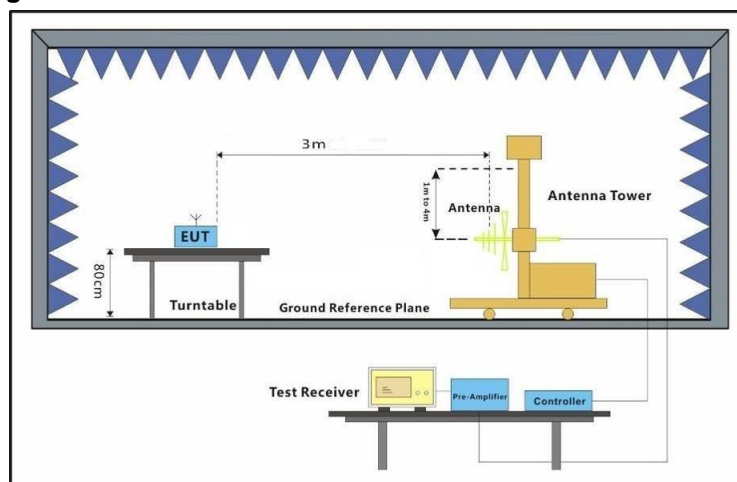 3m
1m to 4m
Antenna
Antenna Tower
EUT
80cm
Turntable
Ground Reference Plane
Test Receiver
Pre-Amplifier
Controller